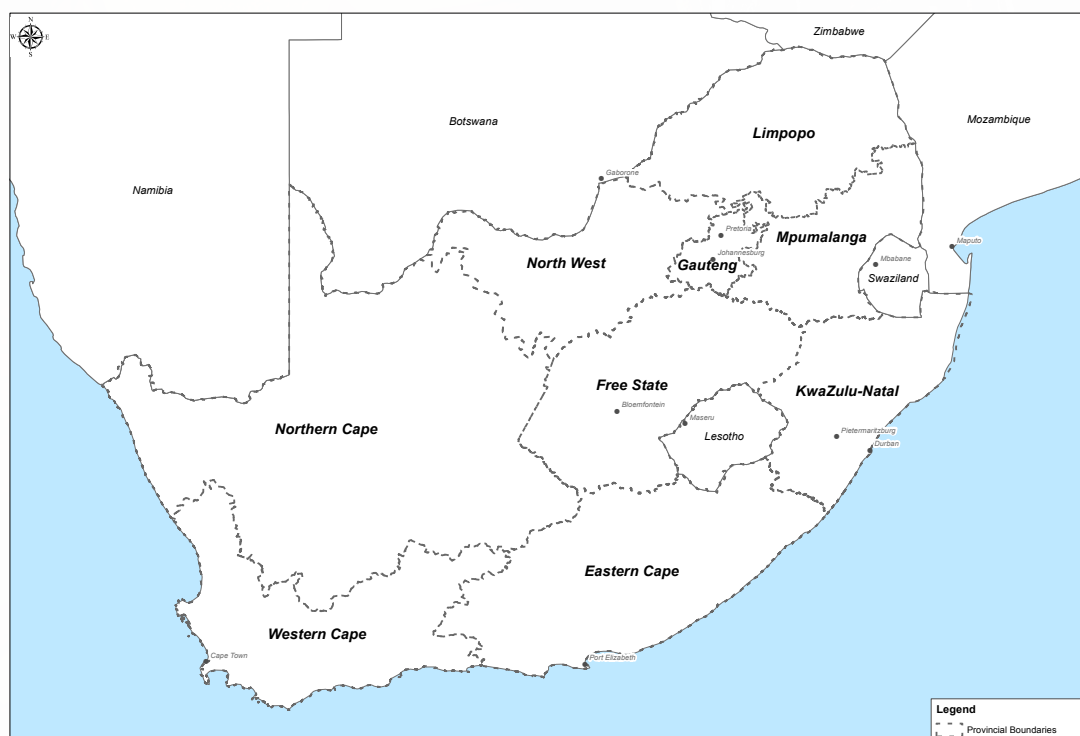 N
W E
S
Zimbabwe
Botswana
Mozambique
Limpopo
Gaborone
Namibia
Pretoria
Mpumalanga
Maputo
Johannesburg
North West
Gauteng
Mbabane
Swaziland
Free State
KwaZulu-Natal
Bloemfontein
Maseru
Northern Cape
Lesotho
Pietermaritzburg
Durban
Eastern Cape
Western Cape
Cape Town
Port Elizabeth
Legend
Provincial Boundaries